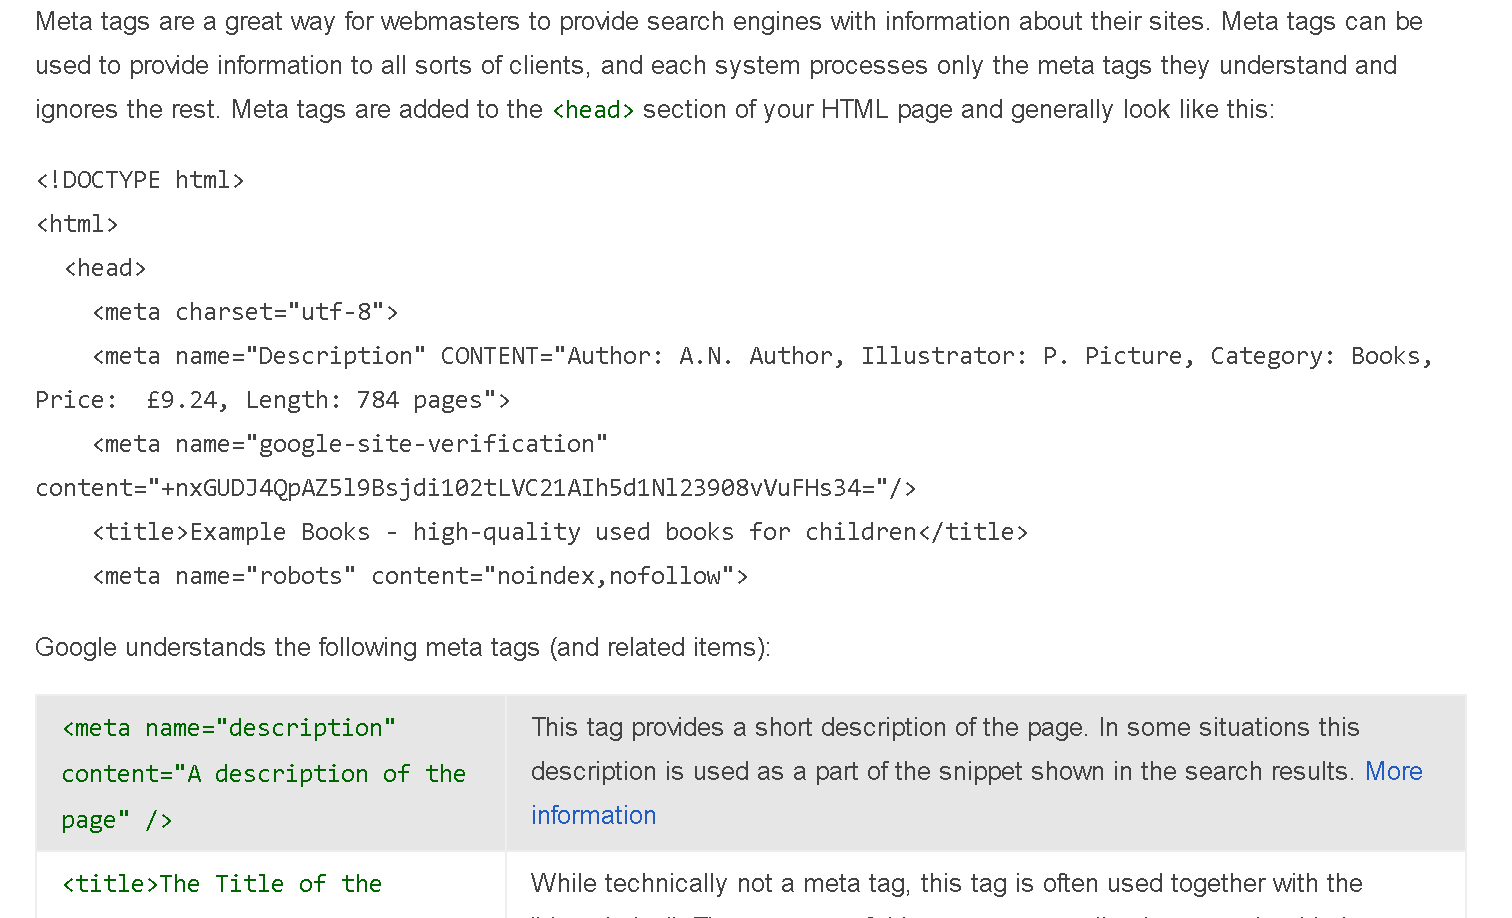 Meta tags are a great way for webmasters to provide search engines with information about their sites. Meta tags can be
used to provide information to all sorts of clients, and each system processes only the meta tags they understand and
ignores the rest. Meta tags are added to the <head> section of your HTML page and generally look like this:
<!DOCTYPE html>
<html>
  <head>
    <meta charset="utf-8">
    <meta name="Description" CONTENT="Author: A.N. Author, Illustrator: P. Picture, Category: Books,
Price:  £9.24, Length: 784 pages">
    <meta name="google-site-verification"
content="+nxGUDJ4QpAZ5l9Bsjdi102tLVC21AIh5d1Nl23908vVuFHs34="/>
    <title>Example Books - high-quality used books for children</title>
    <meta name="robots" content="noindex,nofollow">
Google understands the following meta tags (and related items):
<meta name="description"
content="A description of the
page" />
This tag provides a short description of the page. In some situations this
description is used as a part of the snippet shown in the search results. More
information
<title>The Title of the
While technically not a meta tag, this tag is often used together with the